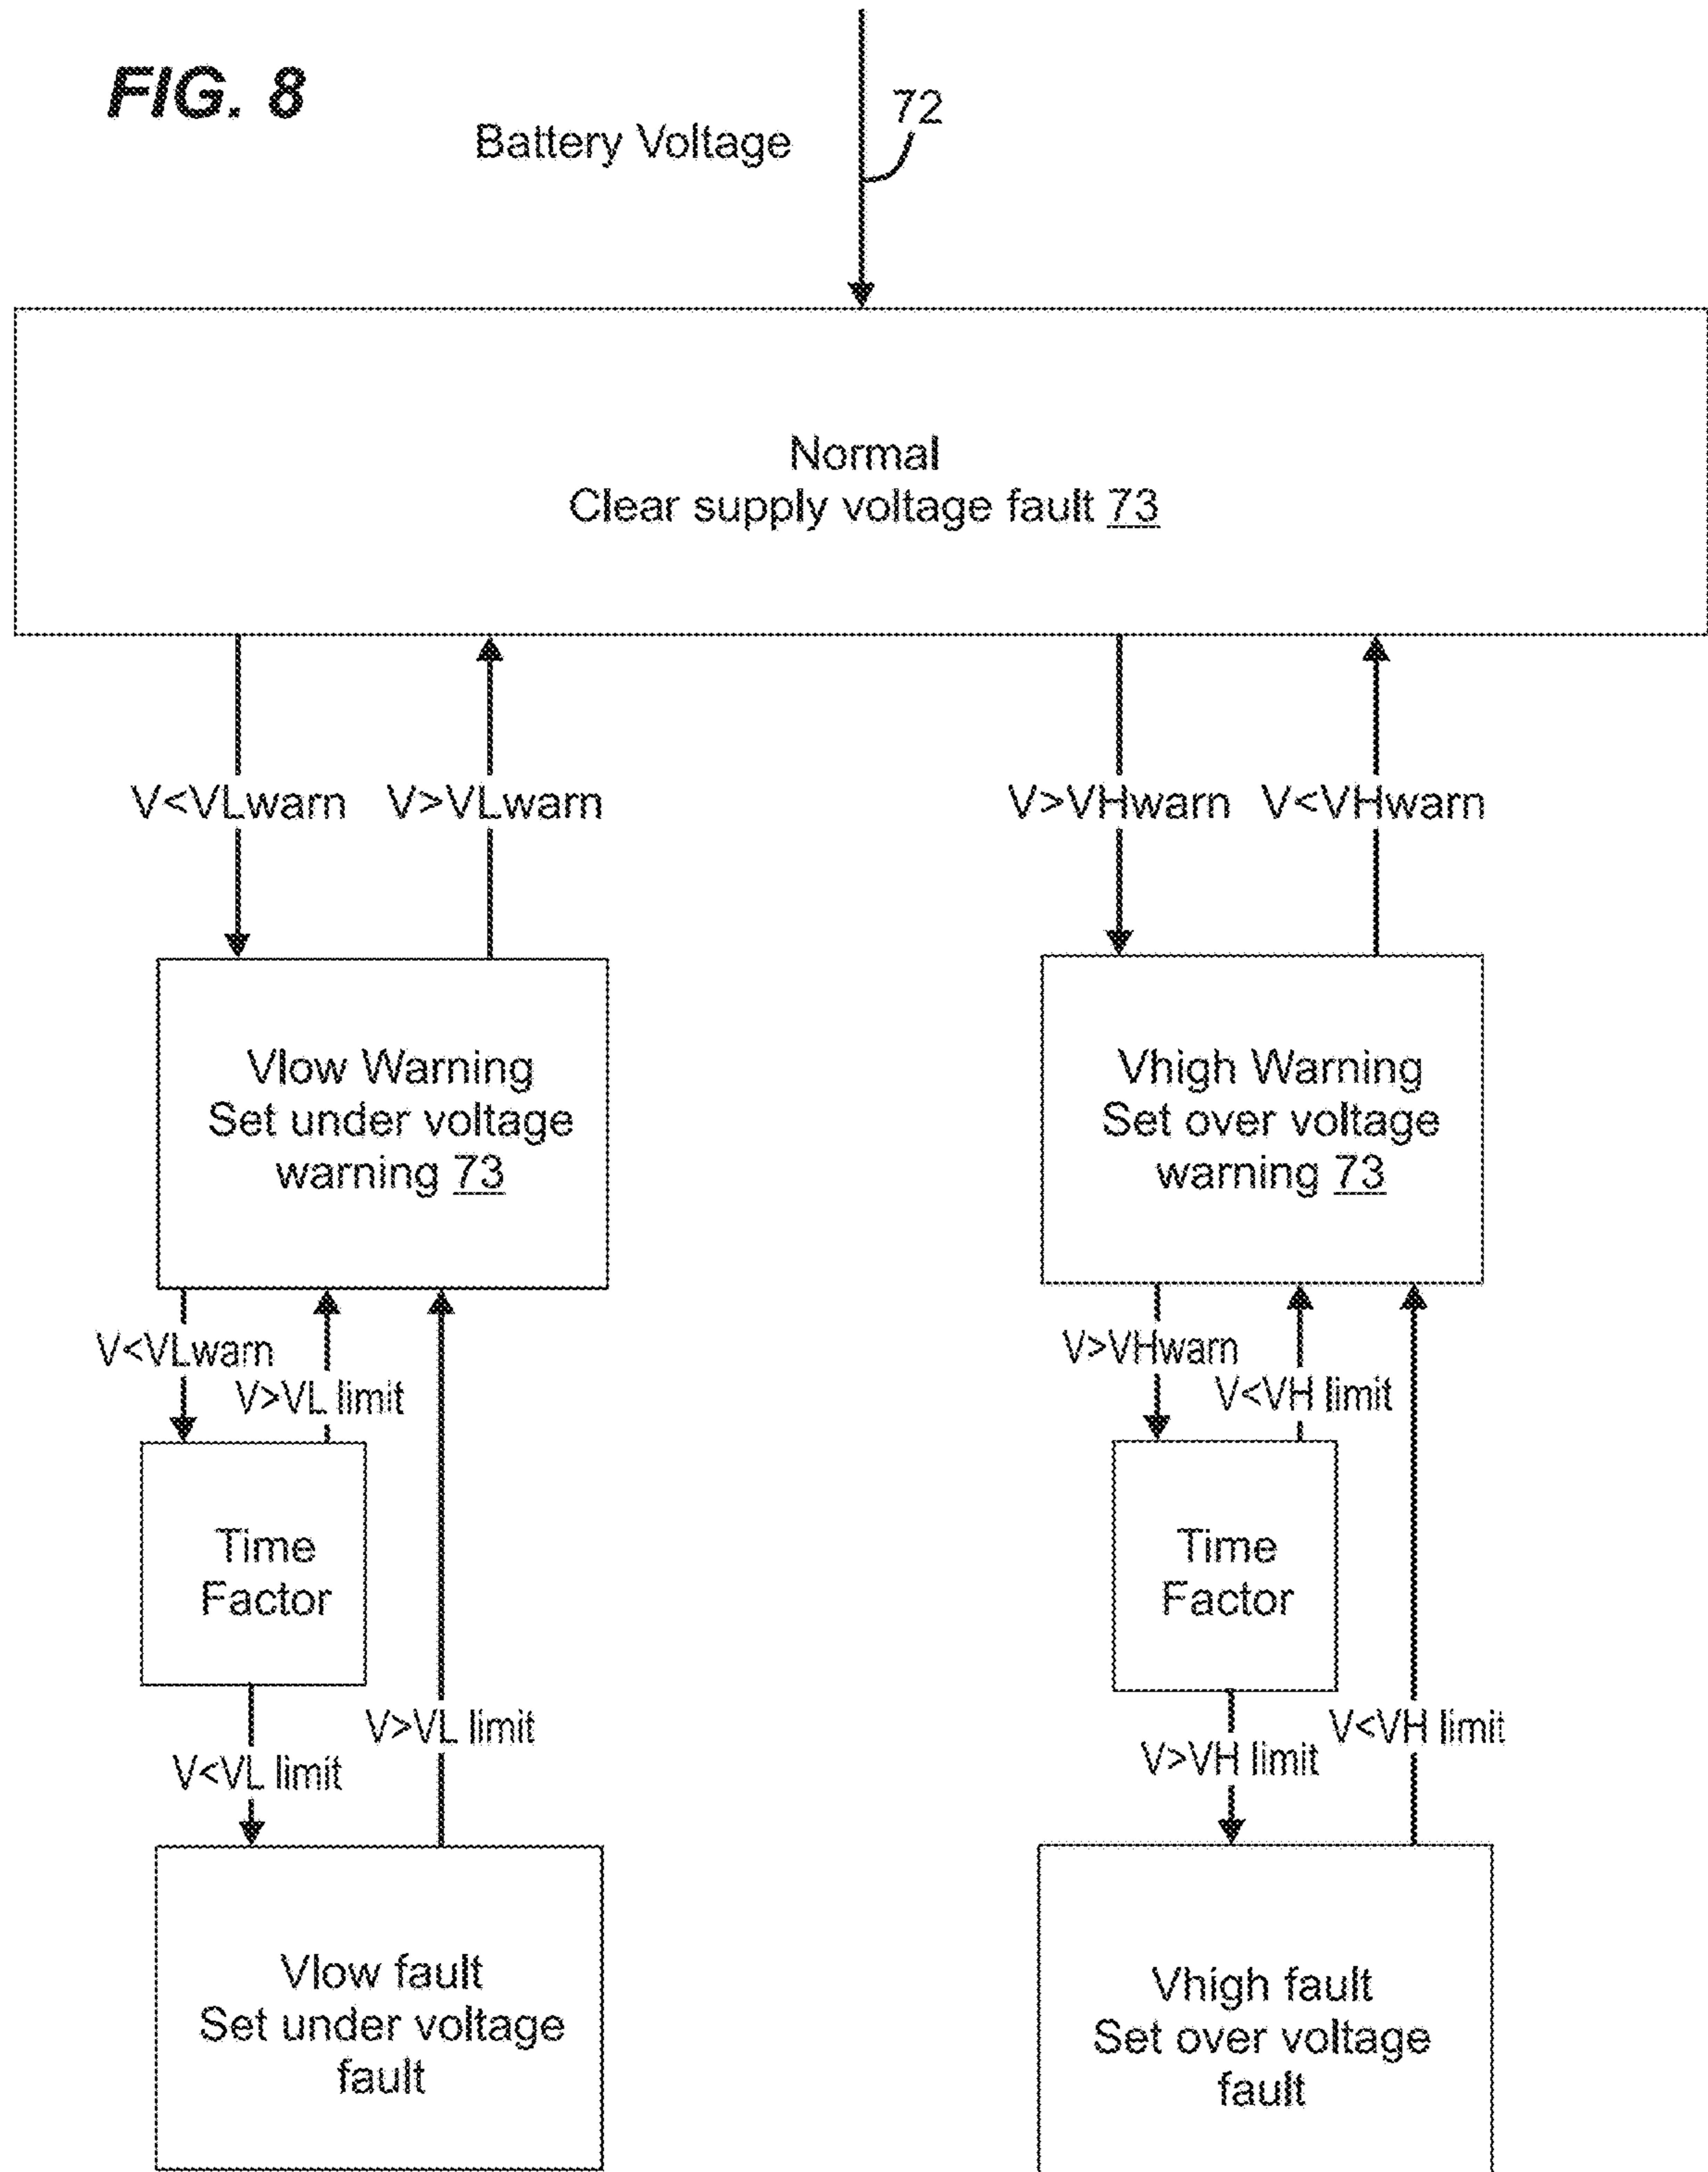 FIG. 8
72
Battery Voltage
Normal
Clear supply voltage fault 73
V<VLwarn
V>VLwarn
V>VHwarn
V<VHwarn
Vlow Warning
Set under voltage
warning 73
Vhigh Warning
Set over voltage
warning 73
V<VLwarn
V>VL limit
V>VHwarn
V<VH limit
Time
Factor
Time
Factor
V>VL limit
V<VL limit
V<VH limit
V>VH limit
Vlow fault
Set under voltage
fault
Vhigh fault
Set over voltage
fault